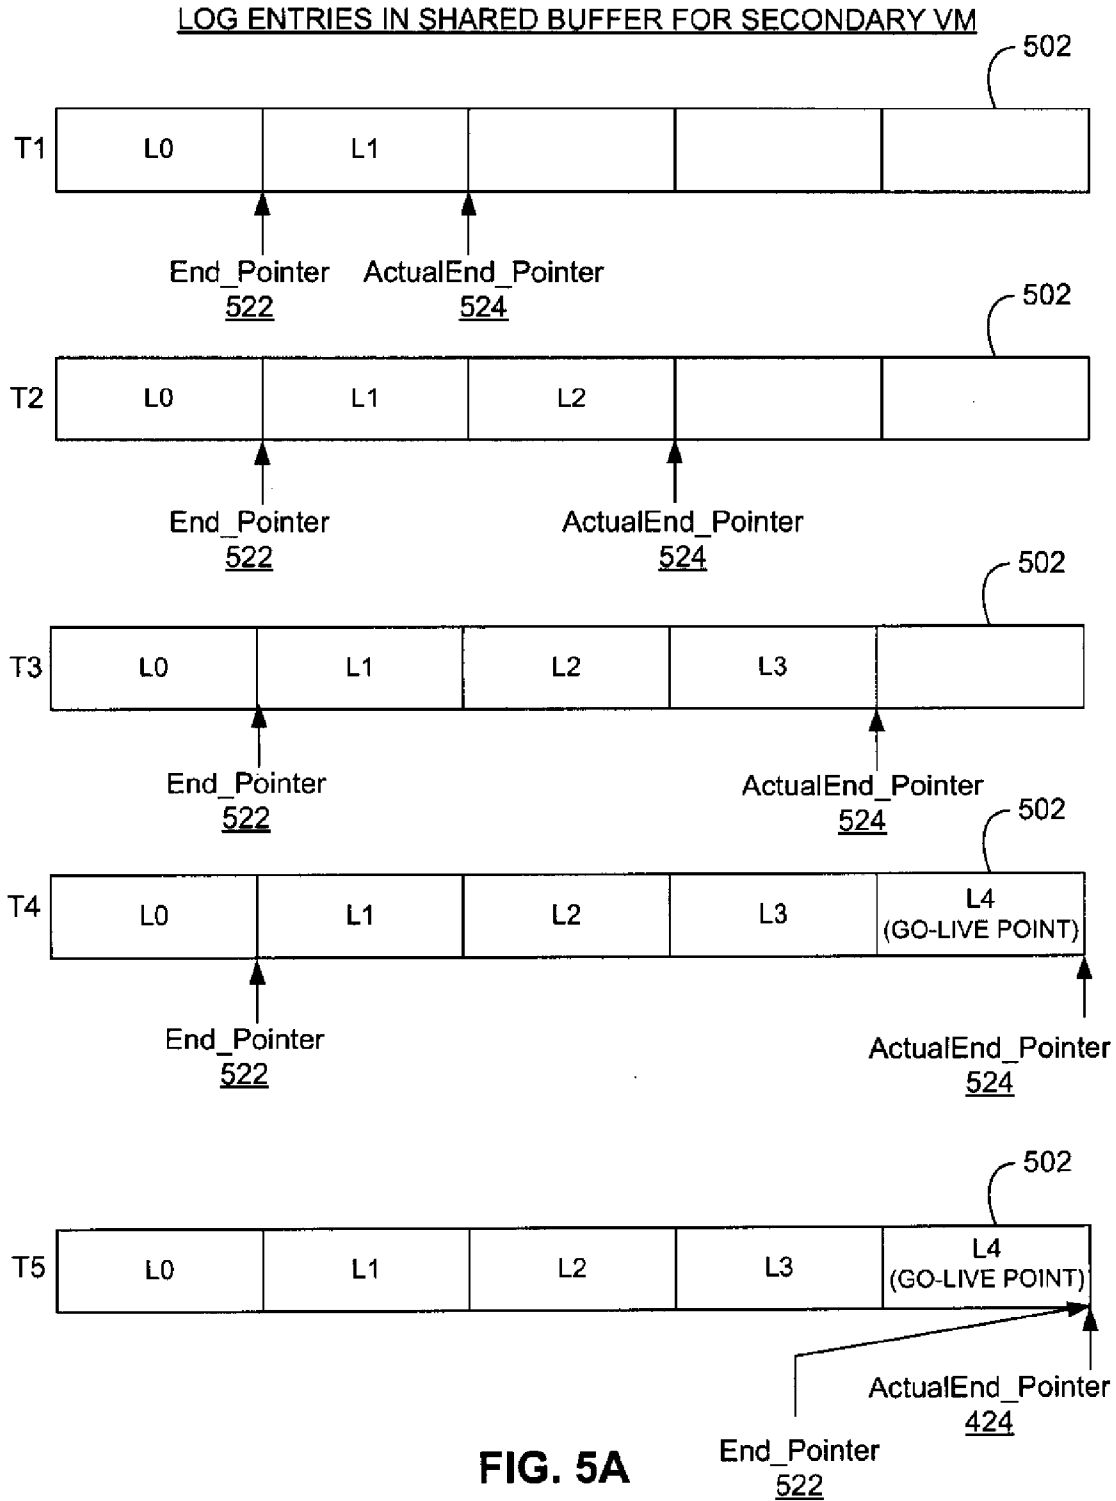 LOG ENTRIES IN SHARED BUFFER FOR SECONDARY VM
502
T1 L0 L1
End_Pointer ActualEnd_Pointer
522 524
502
T2 L0 L1 L2
End_Pointer ActualEnd_Pointer
522 524
502
T3 L0 L1 L2 L3
End_Pointer ActualEnd_Pointer
522 524
502
T4 L0 L1 L2 L3 L4
(GO-LIVE POINT)
End_Pointer ActualEnd_Pointer
522 524
502
T5 L0 L1 L2 L3 L4
(GO-LIVE POINT)
ActualEnd_Pointer
424
End_Pointer
522
FIG. 5A